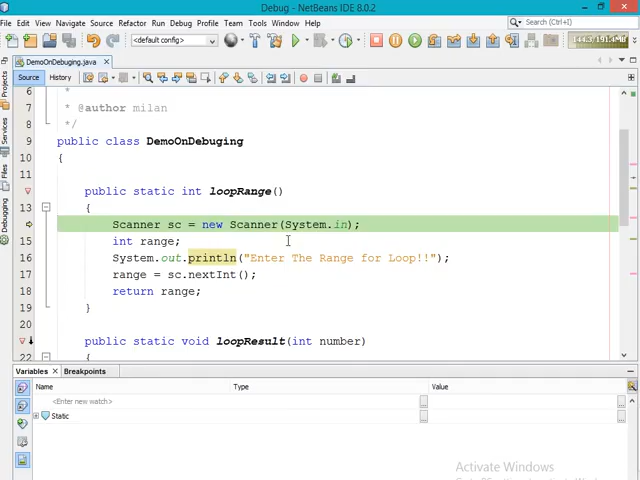 Debug - NetBeans IDE 8.0.2
File Edit View Navigate Source Refactor Run Debug Profile Team Tools Window Help
Search (Ctrl+I)
<default config>
DemoOnDebuging.java
Source History
6 *
7 * @author milan
8 */
9 public class DemoOnDebuging
10 {
11
public static int loopRange()
13 {
Scanner sc = new Scanner(System.in);
15 int range;
16 System.out.println("Enter The Range for Loop!!");
17 range = sc.nextInt();
18 return range;
19 }
20
public static void loopResult(int number)
22 {
Projects
Services
Files
Debugging
Variables Breakpoints
Name Type Value
<Enter new watch>
Static
Activate Windows